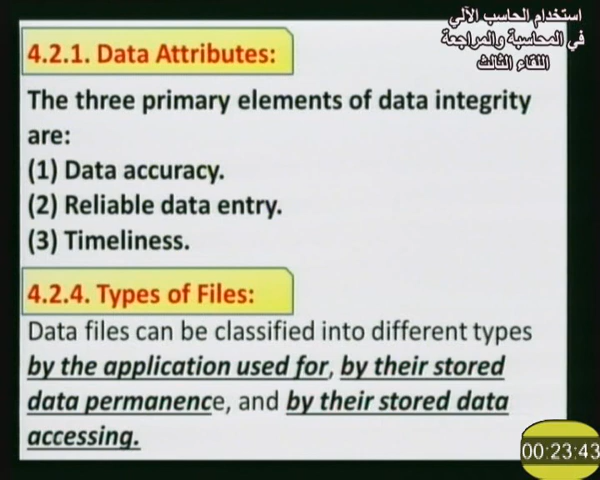 استخدام الحاسب الآلي
في المحاسبة والمراجعة
اللقاء الثالث
4.2.1. Data Attributes:
The three primary elements of data integrity
are:
(1) Data accuracy.
(2) Reliable data entry.
(3) Timeliness.
4.2.4. Types of Files:
Data files can be classified into different types
by the application used for, by their stored
data permanence, and by their stored data
accessing.
00:23:43